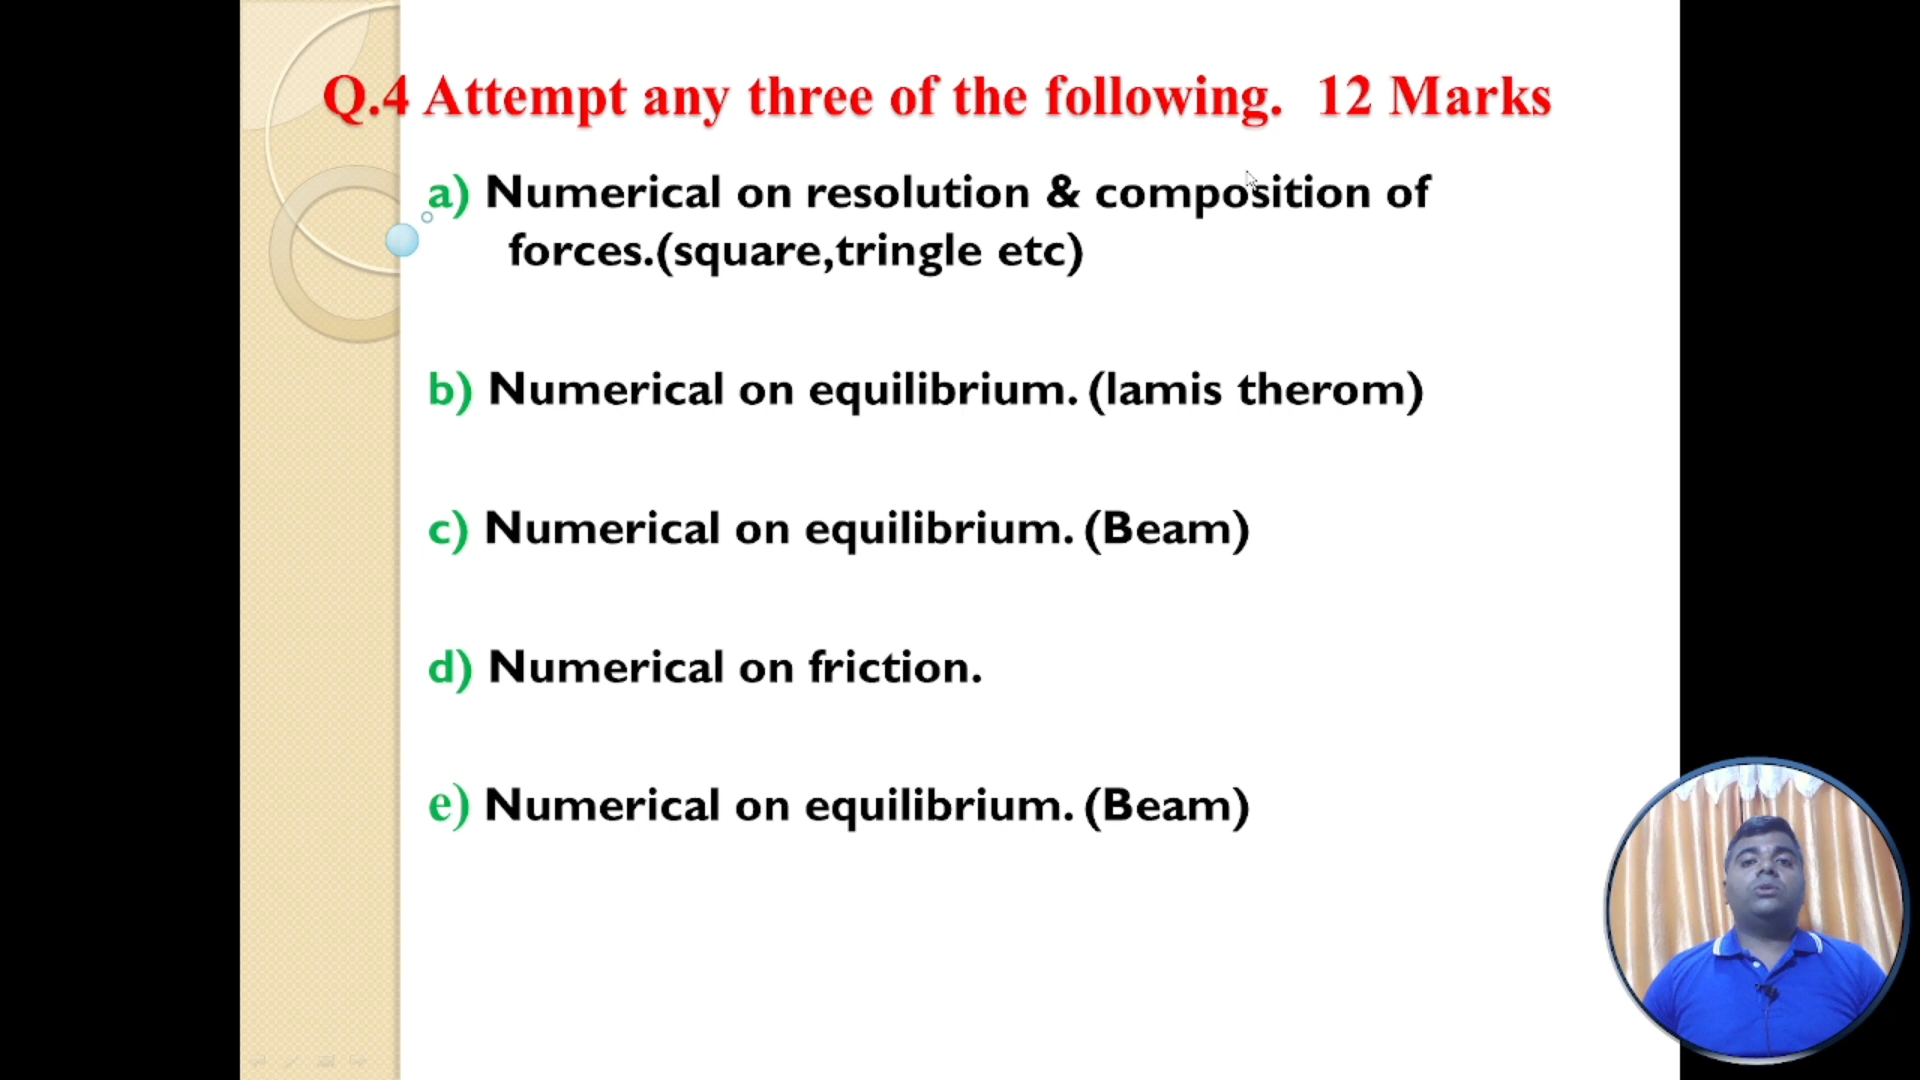 Q.4 Attempt any three of the following. 12 Marks
a) Numerical on resolution & composition of
forces.(square,tringle etc)
b) Numerical on equilibrium. (lamis therom)
c) Numerical on equilibrium. (Beam)
d) Numerical on friction.
e) Numerical on equilibrium. (Beam)